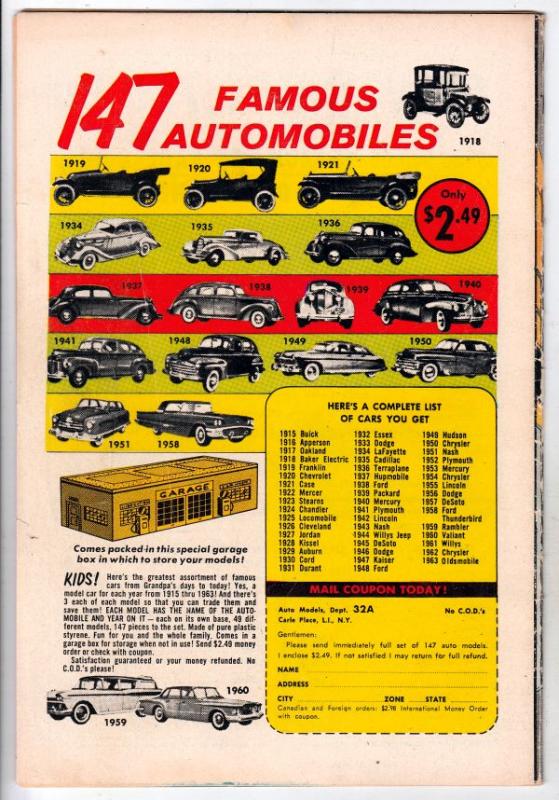 147
FAMOUS
AUTOMOBILES
1918
1919
1920
1921
Only
$2.49
1934
1935
1936
1937
1938
1939
1940
1941
1948
1949
1950
1951
1958
GARAGE
Comes packed-in this special garage
box in which to store your models!
KIDS! Here's the greatest assortment of famous
cars from Grandpa's days to today! Yes, a
model car for each year from 1915 thru 1963! And there's
3 each of each model so that you can trade them and
save them! EACH MODEL HAS THE NAME OF THE AUTO-
MOBILE AND YEAR ON IT — each on its own base, 49 dif-
ferent models, 147 pieces to the set. Made of pure plastic
styrene. Fun for you and the whole family. Comes in a
garage box for storage when not in use! Send $2.49 money
order or check with coupon.
Satisfaction guaranteed or your money refunded. No
C.O.D.'s please!
1959
1960
HERE'S A COMPLETE LIST
OF CARS YOU GET
1915 Buick
1916 Apperson
1917 Oakland
1918 Baker Electric
1919 Franklin
1920 Chevrolet
1921 Case
1922 Mercer
1923 Stearns
1924 Chandler
1925 Locomobile
1926 Cleveland
1927 Jordan
1928 Kissel
1929 Auburn
1930 Cord
1931 Durant
1932 Essex
1933 Dodge
1934 LaFayette
1935 Cadillac
1936 Terraplane
1937 Hupmobile
1938 Ford
1939 Packard
1940 Mercury
1941 Plymouth
1942 Lincoln
1943 Nash
1944 Willys Jeep
1945 DeSoto
1946 Dodge
1947 Kaiser
1948 Ford
1949 Hudson
1950 Chrysler
1951 Nash
1952 Plymouth
1953 Mercury
1954 Chrysler
1955 Lincoln
1956 Dodge
1957 DeSoto
1958 Ford
Thunderbird
1959 Rambler
1960 Valiant
1961 Willys
1962 Chrysler
1963 Oldsmobile
MAIL COUPON TODAY!
Auto Models, Dept. 32A No C.O.D.'s
Carle Place, L.I., N.Y.
Gentlemen:
Please send immediately full set of 147 auto models.
I enclose $2.49. If not satisfied I may return for full refund.
NAME
ADDRESS
CITY ZONE STATE
Canadian and Foreign orders: $2.98 International Money Order
with coupon.